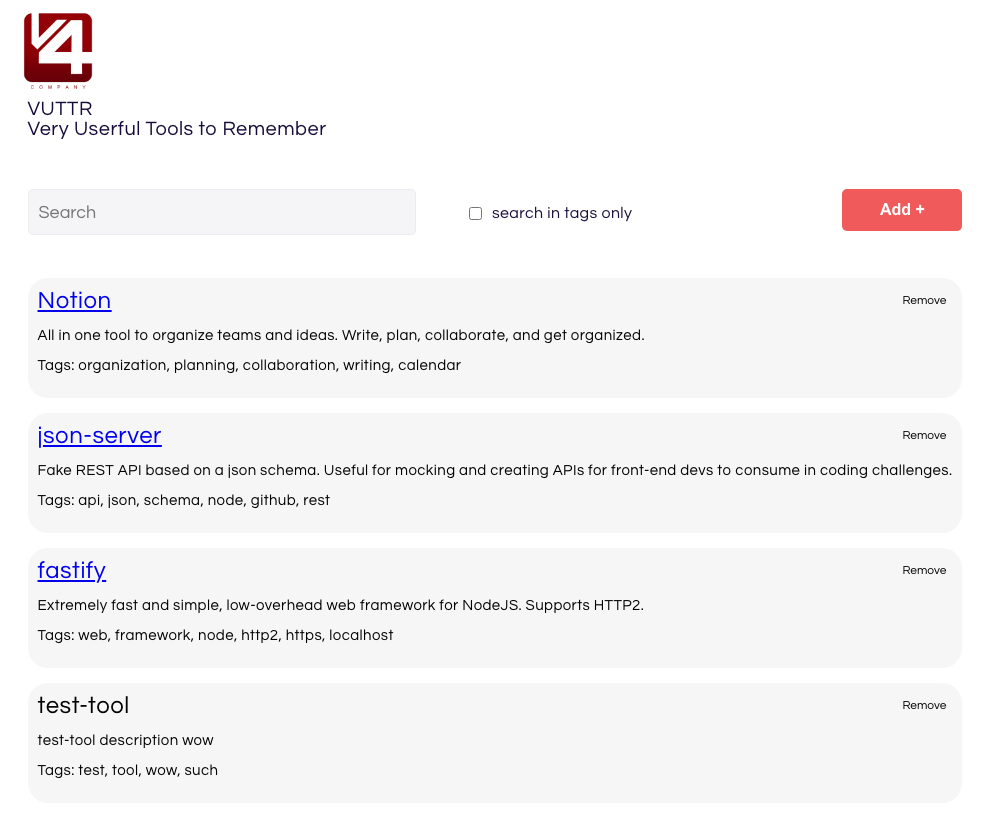 V4
COMPANY
VUTTR
Very Userful Tools to Remember
Search
search in tags only
Add +
Notion
Remove
All in one tool to organize teams and ideas. Write, plan, collaborate, and get organized.
Tags: organization, planning, collaboration, writing, calendar
json-server
Remove
Fake REST API based on a json schema. Useful for mocking and creating APIs for front-end devs to consume in coding challenges.
Tags: api, json, schema, node, github, rest
fastify
Remove
Extremely fast and simple, low-overhead web framework for NodeJS. Supports HTTP2.
Tags: web, framework, node, http2, https, localhost
test-tool
Remove
test-tool description wow
Tags: test, tool, wow, such